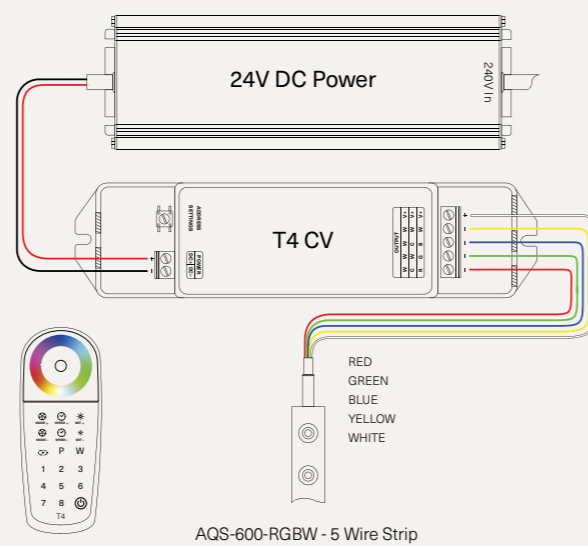 24V DC Power
240V In
T4 CV
ADDRESS
SETTINGS
POWER
DC+ DC-
OUTPUT
W W W V+
W C W V+
C W C V+
R G B W V+
+
-
+
-
-
-
-
RED
GREEN
BLUE
YELLOW
WHITE
P W
1 2 3
4 5 6
7 8
T4
AQS-600-RGBW - 5 Wire Strip